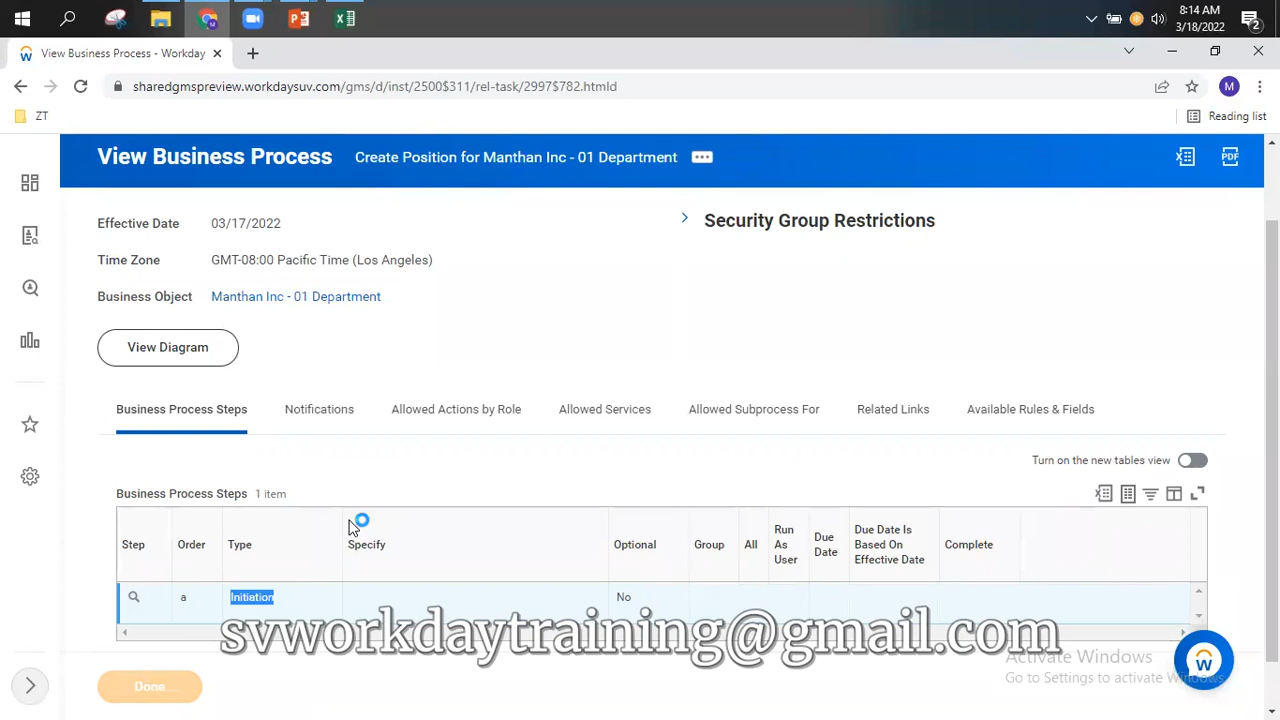 8:14 AM
3/18/2022
2
View Business Process - Workday
sharedgmspreview.workdaysuv.com/gms/d/inst/2500$311/rel-task/2997$782.htmld
M
ZT
Reading list
View Business Process
Create Position for Manthan Inc - 01 Department
PDF
Effective Date 03/17/2022
Security Group Restrictions
Time Zone GMT-08:00 Pacific Time (Los Angeles)
Business Object Manthan Inc - 01 Department
View Diagram
Business Process Steps Notifications Allowed Actions by Role Allowed Services Allowed Subprocess For Related Links Available Rules & Fields
Turn on the new tables view
Business Process Steps 1 item
Step Order Type Specify Optional Group All Run As User Due Date Due Date Is Based On Effective Date Complete
a Initiation No
svworkdaytraining@gmail.com
Activate Windows
Go to Settings to activate Windows.
Done